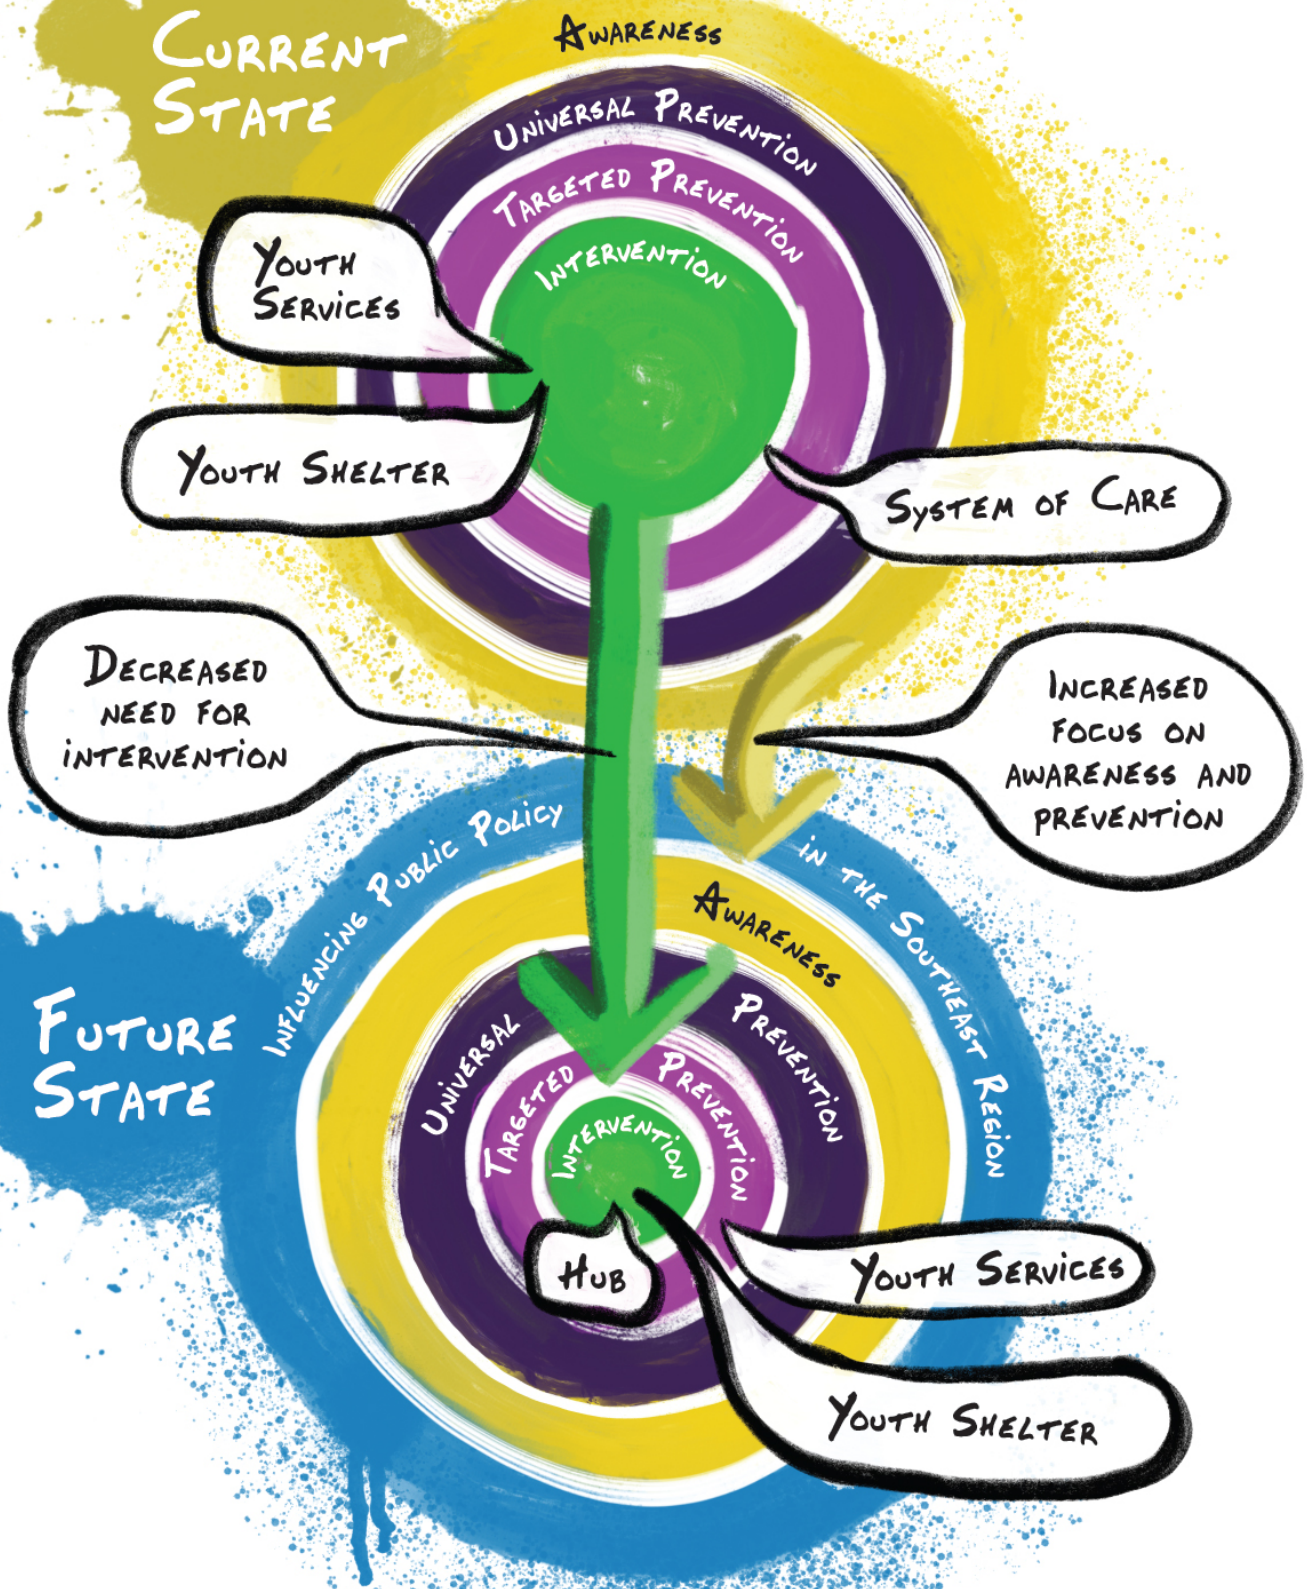 CURRENT
STATE
AWARENESS
UNIVERSAL PREVENTION
TARGETED PREVENTION
INTERVENTION
YOUTH
SERVICES
YOUTH SHELTER
SYSTEM OF CARE
DECREASED
NEED FOR
INTERVENTION
INCREASED
FOCUS ON
AWARENESS AND
PREVENTION
FUTURE
STATE
INFLUENCING PUBLIC POLICY IN THE SOUTHEAST REGION
AWARENESS
UNIVERSAL PREVENTION
TARGETED PREVENTION
INTERVENTION
HUB
YOUTH SERVICES
YOUTH SHELTER